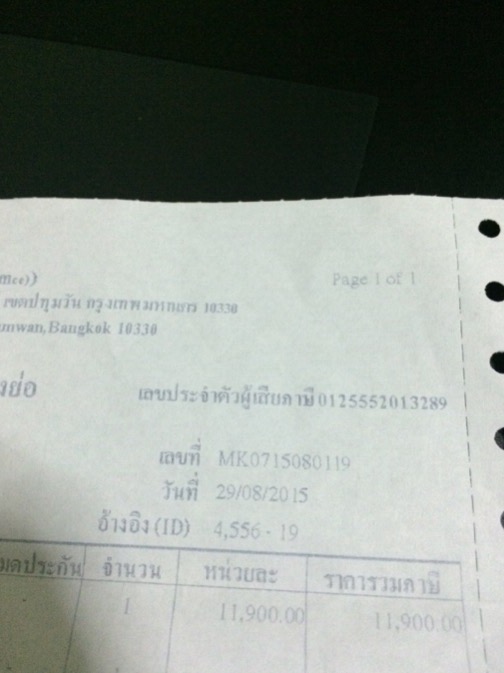 Page 1 of 1
เขตปทุมวัน กรุงเทพมหานคร 10330
Bangkok 10330
เลขประจำตัวผู้เสียภาษี 0125552013289
เลขที่ MK0715080119
วันที่ 29/08/2015
อ้างอิง (ID) 4,556 - 19
จำนวน หน่วยละ ราคารวมภาษี
1 11,900.00 11,900.00